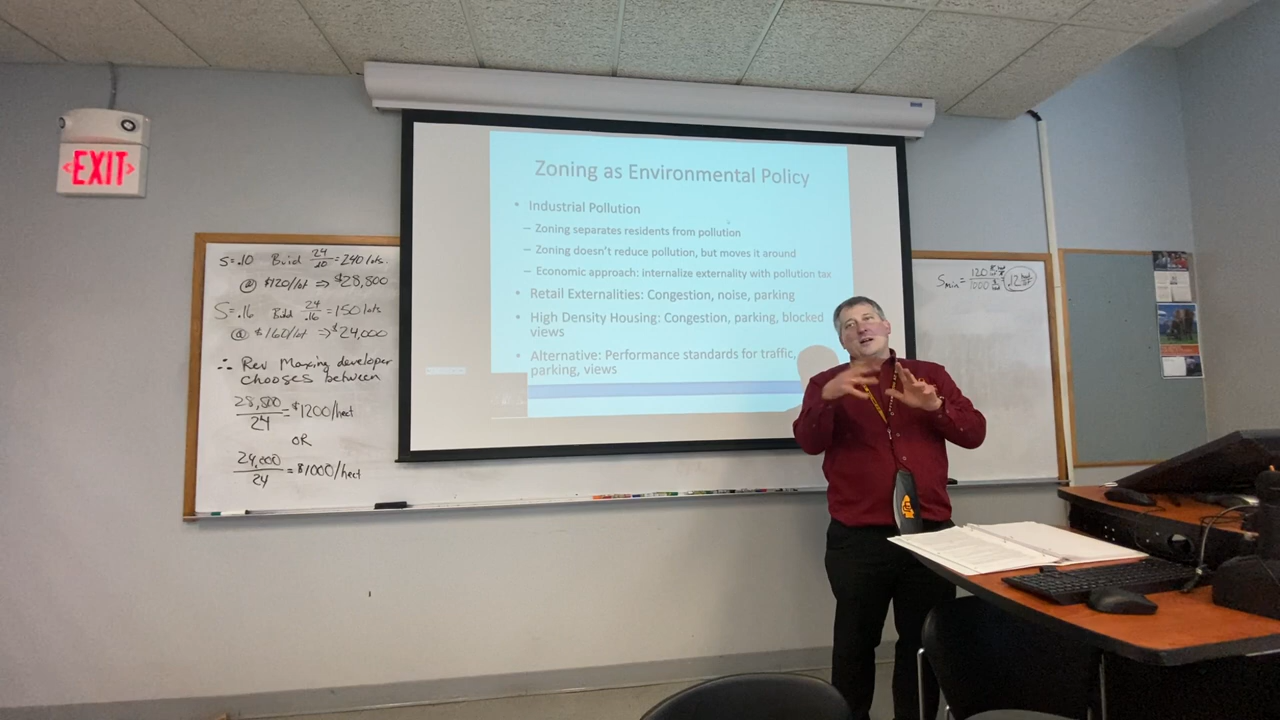 EXIT
S=.10 Build 24/.10 = 240 lots.
@ $120/lot ⇒ $28,800
S=.16 Build 24/.16 = 150 lots
@ $160/lot ⇒ $24,000
∴ Rev Maxing developer
chooses between
28,800/24 = $1200/hect
OR
24,000/24 = $1000/hect
Zoning as Environmental Policy
• Industrial Pollution
– Zoning separates residents from pollution
– Zoning doesn't reduce pollution, but moves it around
– Economic approach: internalize externality with pollution tax
• Retail Externalities: Congestion, noise, parking
• High Density Housing: Congestion, parking, blocked
views
• Alternative: Performance standards for traffic,
parking, views
S Min = 120/1000 .12